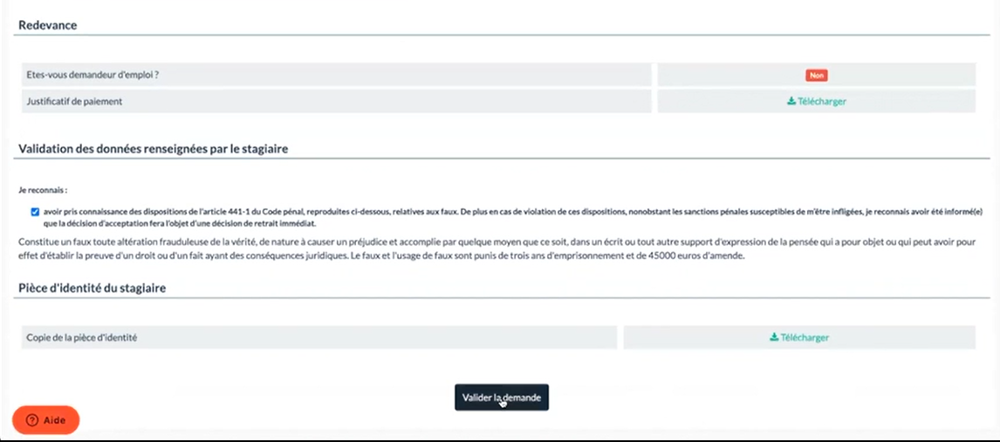 Redevance
Etes-vous demandeur d'emploi ?
Non
Justificatif de paiement
Télécharger
Validation des données renseignées par le stagiaire
Je reconnais :
avoir pris connaissance des dispositions de l'article 441-1 du Code pénal, reproduites ci-dessous, relatives aux faux. De plus en cas de violation de ces dispositions, nonobstant les sanctions pénales susceptibles de m'être infligées, je reconnais avoir été informé(e)
que la décision d'acceptation fera l'objet d'une décision de retrait immédiat.
Constitue un faux toute altération frauduleuse de la vérité, de nature à causer un préjudice et accomplie par quelque moyen que ce soit, dans un écrit ou tout autre support d'expression de la pensée qui a pour objet ou qui peut avoir pour
effet d'établir la preuve d'un droit ou d'un fait ayant des conséquences juridiques. Le faux et l'usage de faux sont punis de trois ans d'emprisonnement et de 45000 euros d'amende.
Pièce d'identité du stagiaire
Copie de la pièce d'identité
Télécharger
Valider la demande
Aide